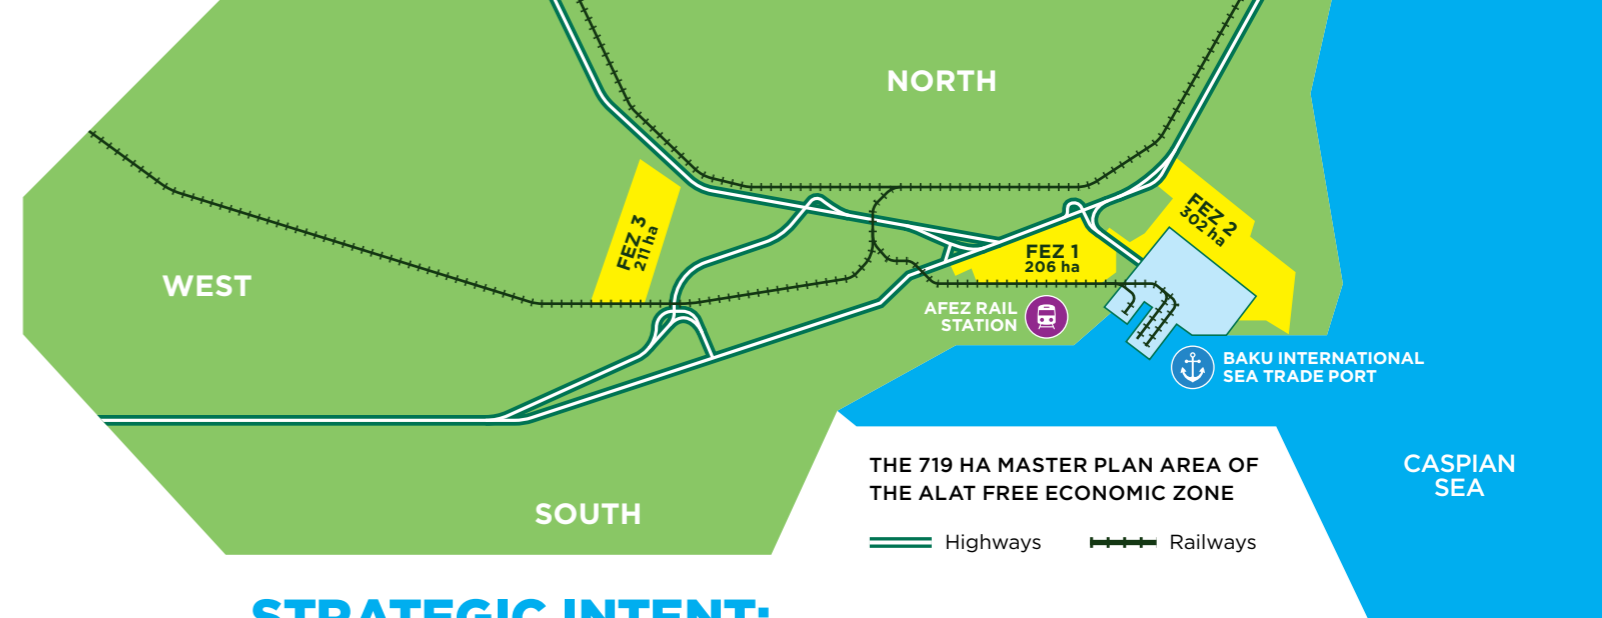 NORTH
FEZ 3
211 ha
FEZ 2
302 ha
FEZ 1
206 ha
WEST
AFEZ RAIL
STATION
BAKU INTERNATIONAL
SEA TRADE PORT
THE 719 HA MASTER PLAN AREA OF
THE ALAT FREE ECONOMIC ZONE
CASPIAN
SEA
SOUTH
Highways
Railways
STRATEGIC INTENT: